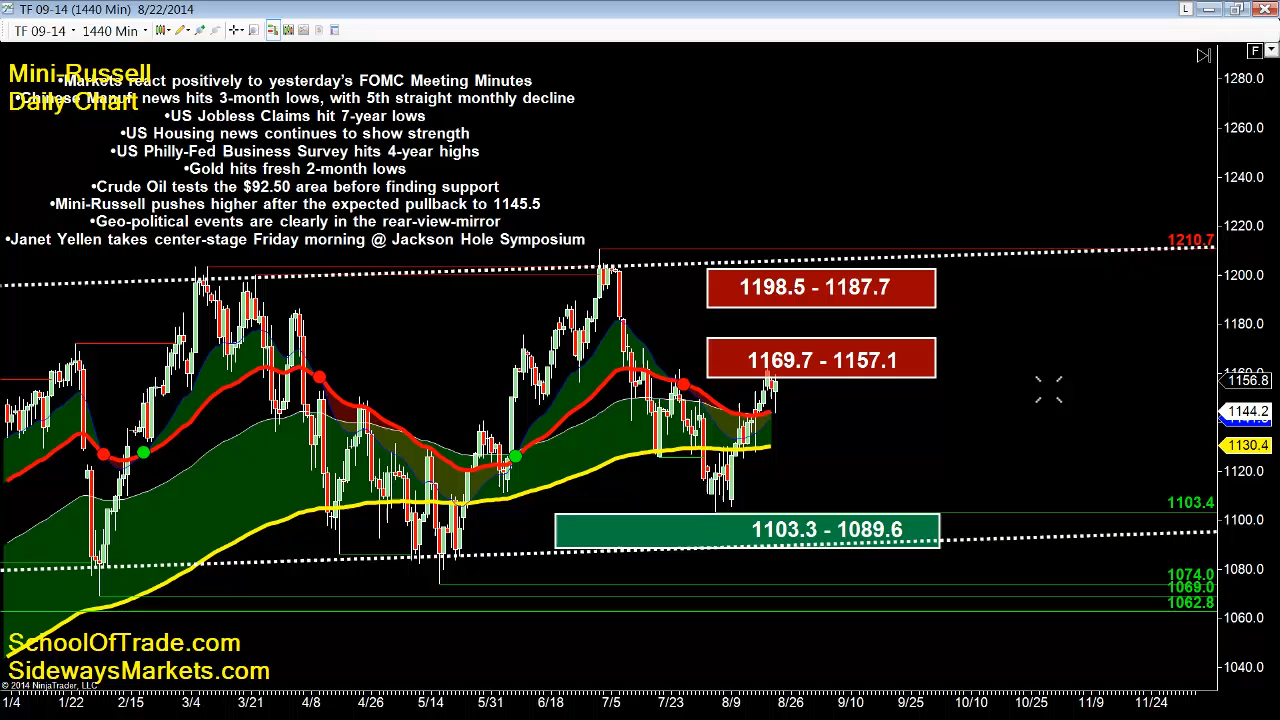 TF 09-14 (1440 Min) 8/22/2014
L
TF 09-14
1440 Min
F
Mini-Russell
Daily Chart
•Markets react positively to yesterday's FOMC Meeting Minutes
•Chinese Manuf. news hits 3-month lows, with 5th straight monthly decline
•US Jobless Claims hit 7-year lows
•US Housing news continues to show strength
•US Philly-Fed Business Survey hits 4-year highs
•Gold hits fresh 2-month lows
•Crude Oil tests the $92.50 area before finding support
•Mini-Russell pushes higher after the expected pullback to 1145.5
•Geo-political events are clearly in the rear-view-mirror
•Janet Yellen takes center-stage Friday morning @ Jackson Hole Symposium
1210.7
1198.5 - 1187.7
1169.7 - 1157.1
1103.3 - 1089.6
1103.4
1074.0
1069.0
1062.8
1280.0
1260.0
1240.0
1220.0
1200.0
1180.0
1156.8
1144.2
1130.4
1120.0
1100.0
1080.0
1060.0
1040.0
SchoolOfTrade.com
SidewaysMarkets.com
© 2014 NinjaTrader, LLC
1/4 1/22 2/15 3/4 3/21 4/8 4/26 5/14 5/31 6/18 7/5 7/23 8/9 8/26 9/10 9/25 10/10 10/25 11/9 11/24